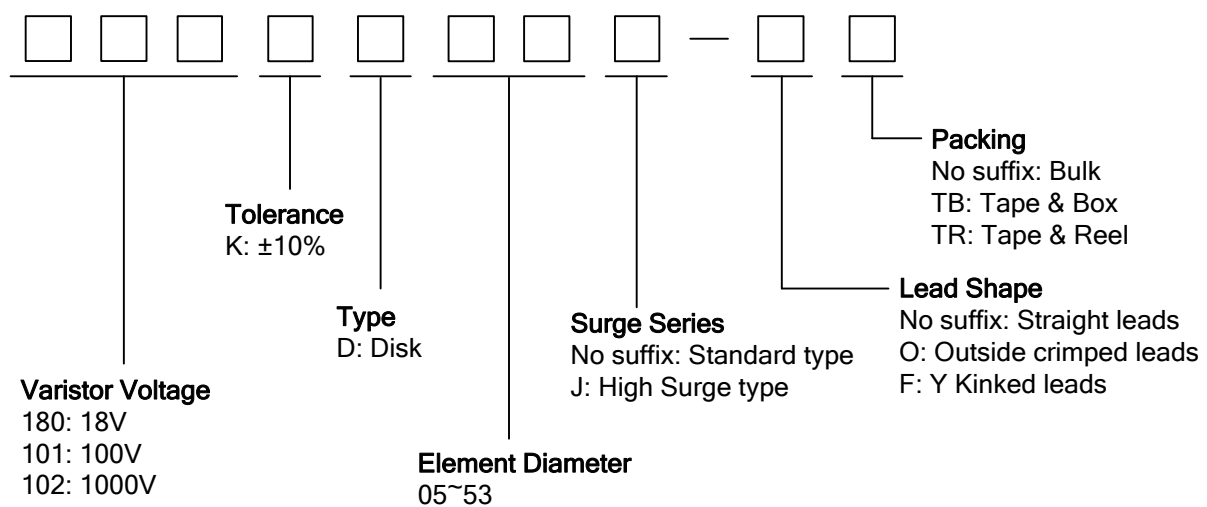 Packing
No suffix: Bulk
TB: Tape & Box
TR: Tape & Reel
Tolerance
K: ±10%
Lead Shape
No suffix: Straight leads
O: Outside crimped leads
F: Y Kinked leads
Type
D: Disk
Surge Series
No suffix: Standard type
J: High Surge type
Varistor Voltage
180: 18V
101: 100V
102: 1000V
Element Diameter
05~53